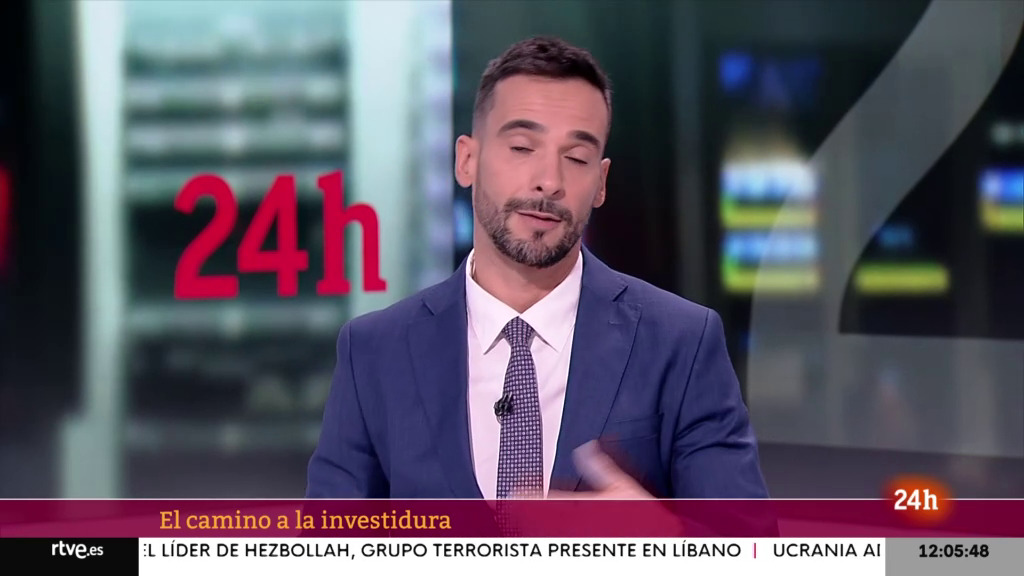 24h
El camino a la investidura
24h
rtve.es
EL LÍDER DE HEZBOLLAH, GRUPO TERRORISTA PRESENTE EN LÍBANO | UCRANIA
12:05:48